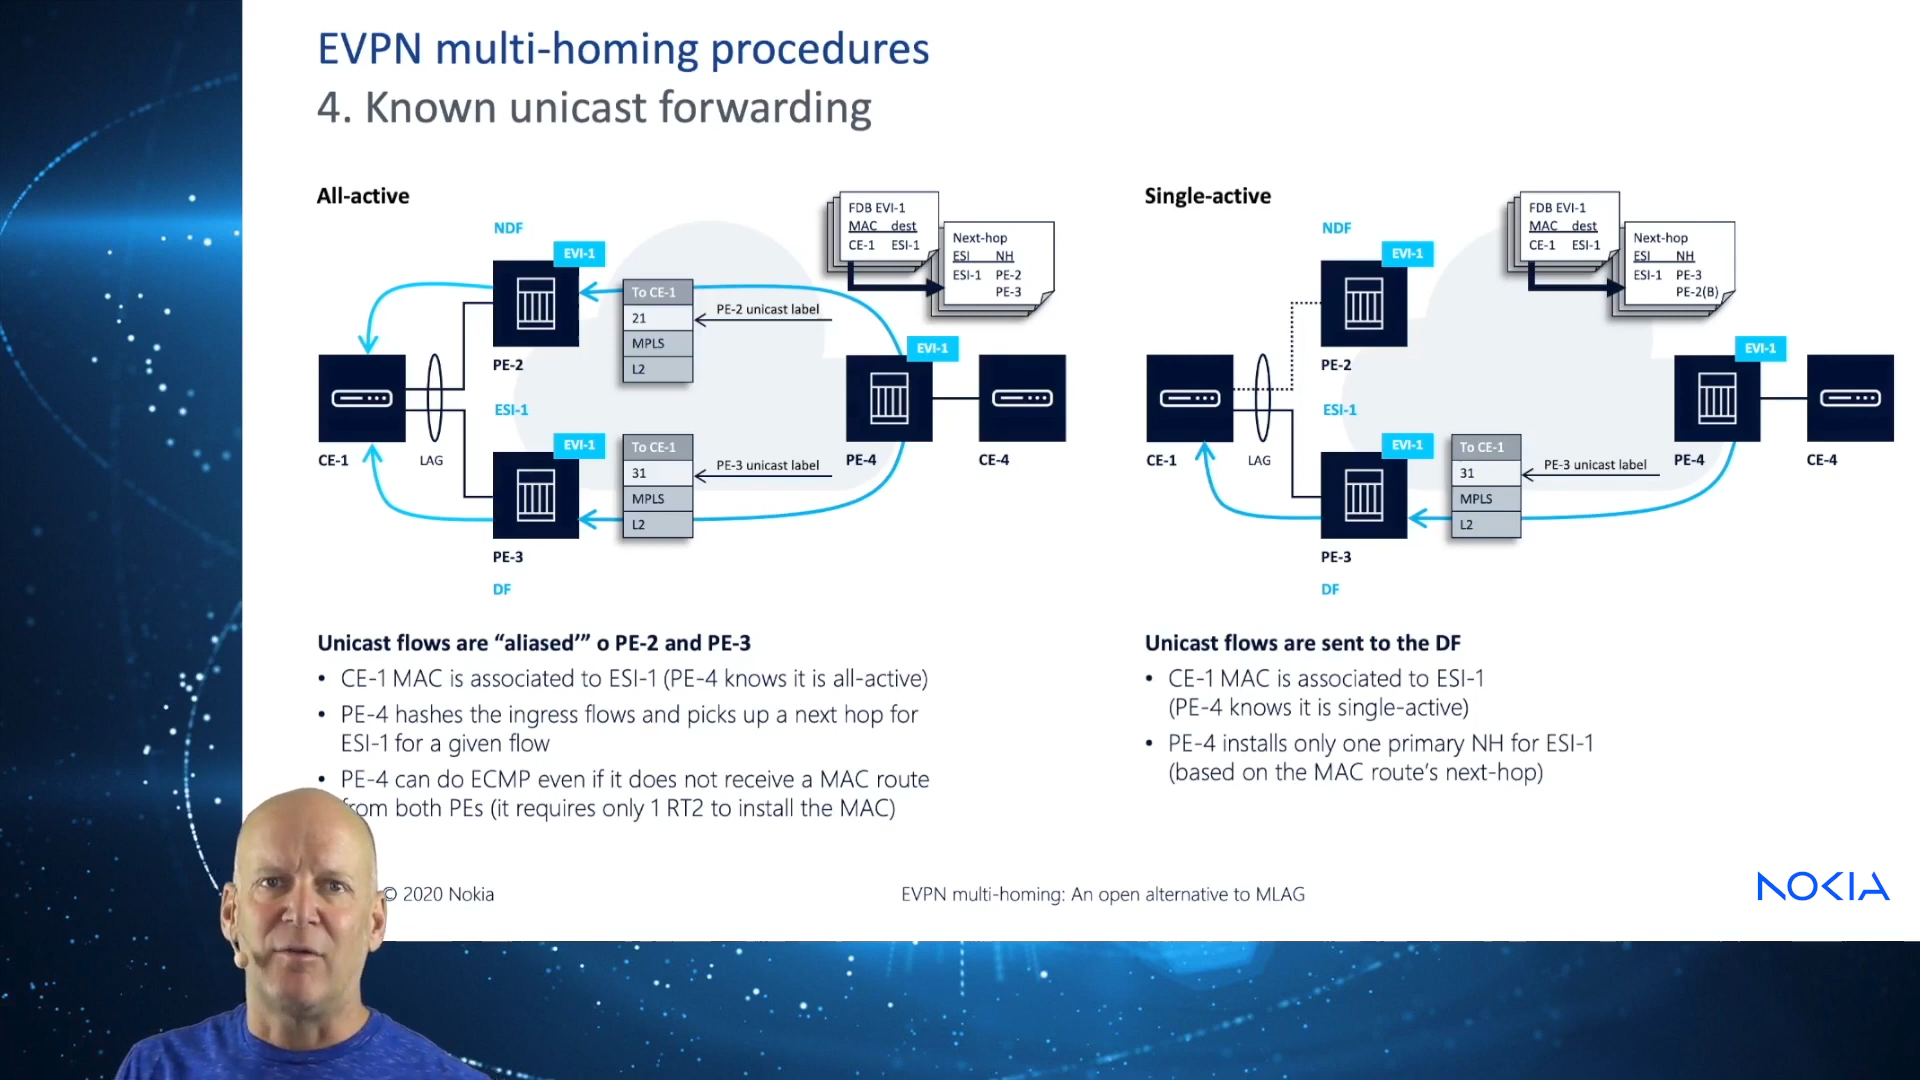 EVPN multi-homing procedures
4. Known unicast forwarding
All-active
NDF
EVI-1
FDB EVI-1
MAC dest
CE-1 ESI-1
Next-hop
ESI NH
ESI-1 PE-2
PE-3
To CE-1
21
MPLS
L2
PE-2 unicast label
PE-2
EVI-1
ESI-1
EVI-1
To CE-1
31
MPLS
L2
PE-3 unicast label
CE-1
LAG
PE-4
CE-4
PE-3
DF
Unicast flows are “aliased’” o PE-2 and PE-3
• CE-1 MAC is associated to ESI-1 (PE-4 knows it is all-active)
• PE-4 hashes the ingress flows and picks up a next hop for
ESI-1 for a given flow
• PE-4 can do ECMP even if it does not receive a MAC route
from both PEs (it requires only 1 RT2 to install the MAC)
Single-active
NDF
EVI-1
FDB EVI-1
MAC dest
CE-1 ESI-1
Next-hop
ESI NH
ESI-1 PE-3
PE-2(B)
PE-2
EVI-1
ESI-1
EVI-1
To CE-1
31
MPLS
L2
PE-3 unicast label
CE-1
LAG
PE-4
CE-4
PE-3
DF
Unicast flows are sent to the DF
• CE-1 MAC is associated to ESI-1
(PE-4 knows it is single-active)
• PE-4 installs only one primary NH for ESI-1
(based on the MAC route’s next-hop)
© 2020 Nokia
EVPN multi-homing: An open alternative to MLAG
NOKIA